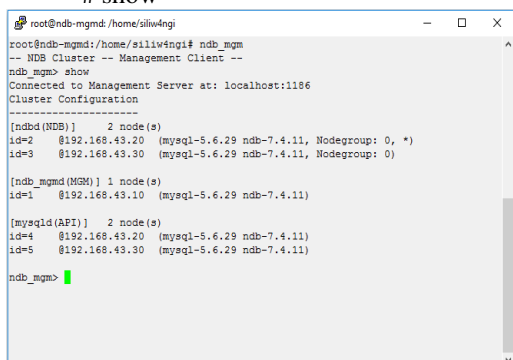 # show
root@ndb-mgmd: /home/siliw4ngi
root@ndb-mgmd:/home/siliw4ngi# ndb_mgm
-- NDB Cluster -- Management Client --
ndb_mgm> show
Connected to Management Server at: localhost:1186
Cluster Configuration
---------------------
[ndbd(NDB)] 2 node(s)
id=2 @192.168.43.20 (mysql-5.6.29 ndb-7.4.11, Nodegroup: 0, *)
id=3 @192.168.43.30 (mysql-5.6.29 ndb-7.4.11, Nodegroup: 0)
[ndb_mgmd(MGM)] 1 node(s)
id=1 @192.168.43.10 (mysql-5.6.29 ndb-7.4.11)
[mysqld(API)] 2 node(s)
id=4 @192.168.43.20 (mysql-5.6.29 ndb-7.4.11)
id=5 @192.168.43.30 (mysql-5.6.29 ndb-7.4.11)
ndb_mgm>